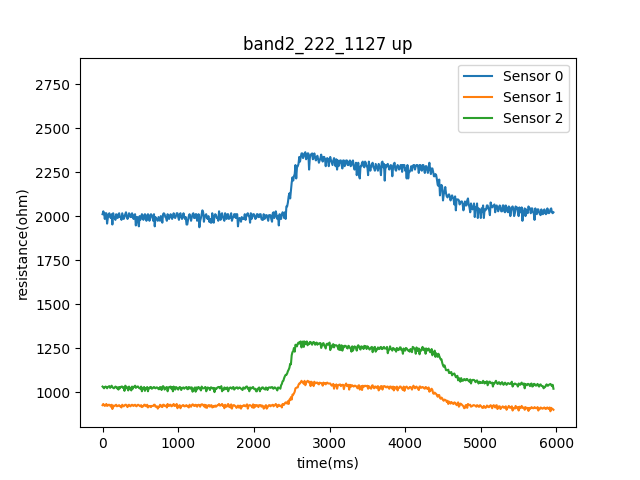 band2_222_1127 up
Sensor 0
Sensor 1
Sensor 2
resistance(ohm)
2750
2500
2250
2000
1750
1500
1250
1000
0 1000 2000 3000 4000 5000 6000
time(ms)